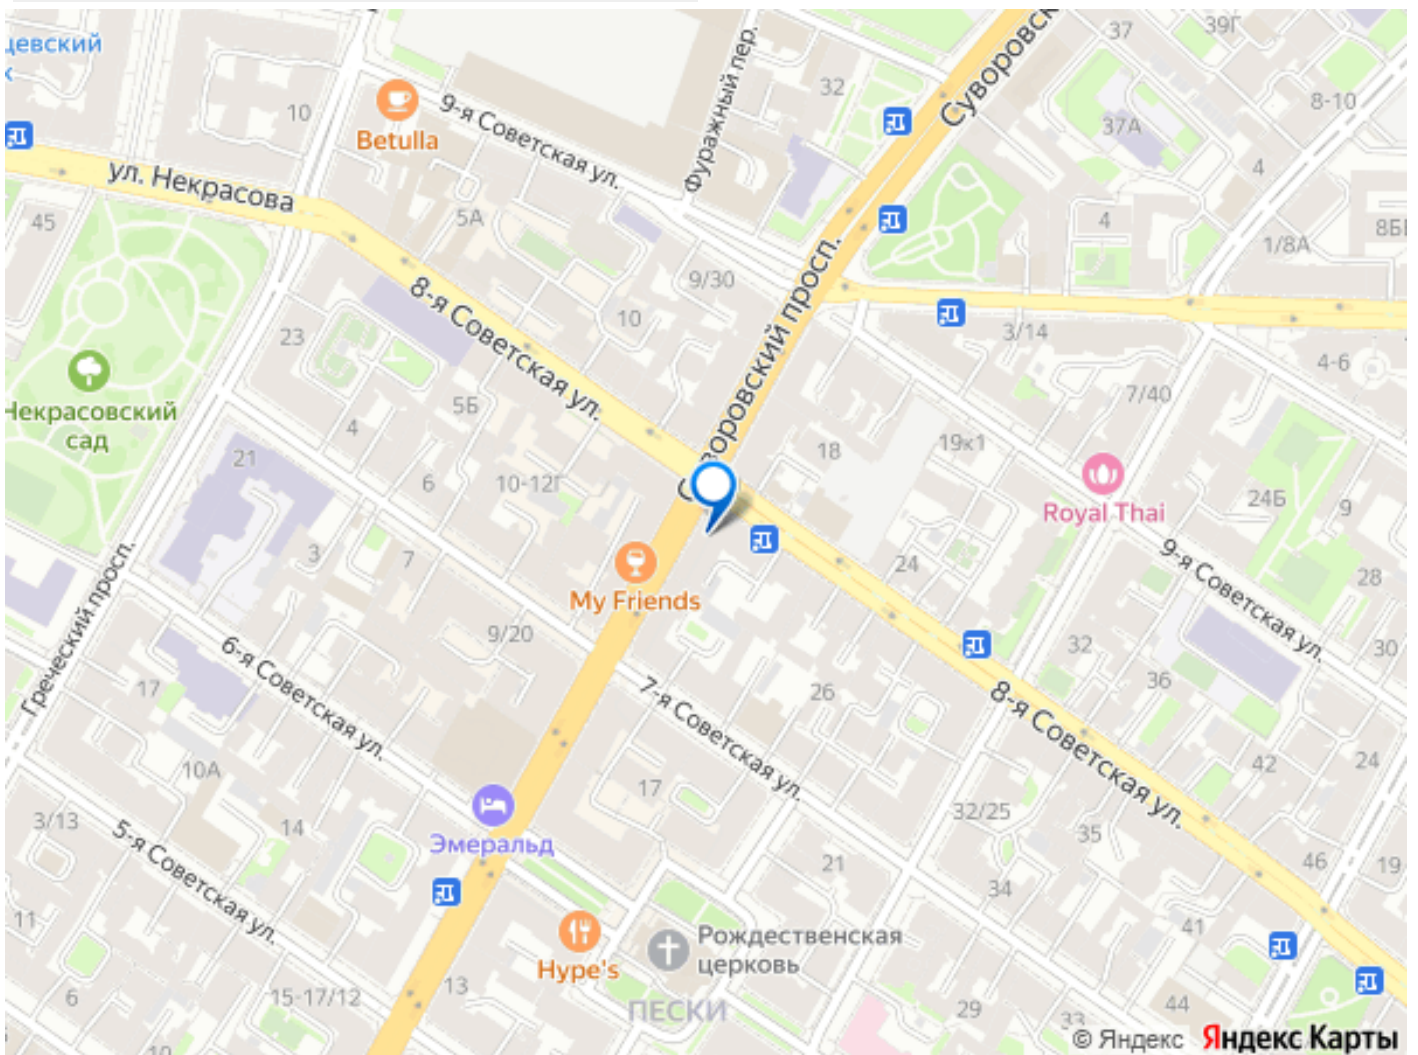 37
39Г
цевский
к
Суворовск
10
Betulla
9-я Советская ул.
Фуражный пер.
32
8-10
37А
4
ул. Некрасова
45
5А
4
8Б
1/8А
Суворовский просп.
9/30
8-я Советская ул.
10
23
3/14
4-6
Некрасовский
сад
5Б
7/40
4
18
19к1
21
6
10-12Г
Royal Thai
24Б
9
3
7
24
9-я Советская ул.
28
My Friends
Греческий просп.
9/20
6-я Советская ул.
32
30
17
7-я Советская ул.
26
36
8-я Советская ул.
10А
17
42
24
3/13
14
Эмеральд
32/25
35
5-я Советская ул.
21
46
19
34
11
41
Hype's
Рождественская
церковь
13
6
15-17/12
ПЕСКИ
29
33
44
10
© Яндекс Яндекс Карты